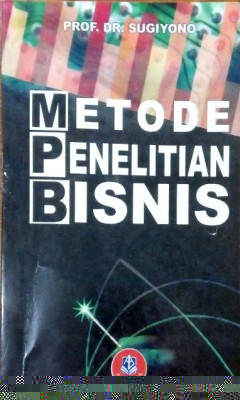 PROF. DR. SUGIYONO
METODE
PENELITIAN
BISNIS